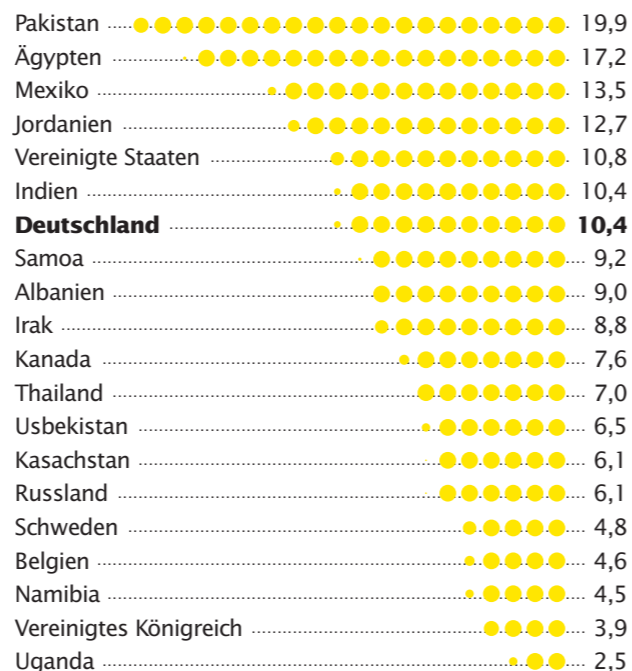 Pakistan 19,9
Ägypten 17,2
Mexiko 13,5
Jordanien 12,7
Vereinigte Staaten 10,8
Indien 10,4
Deutschland 10,4
Samoa 9,2
Albanien 9,0
Irak 8,8
Kanada 7,6
Thailand 7,0
Usbekistan 6,5
Kasachstan 6,1
Russland 6,1
Schweden 4,8
Belgien 4,6
Namibia 4,5
Vereinigtes Königreich 3,9
Uganda 2,5